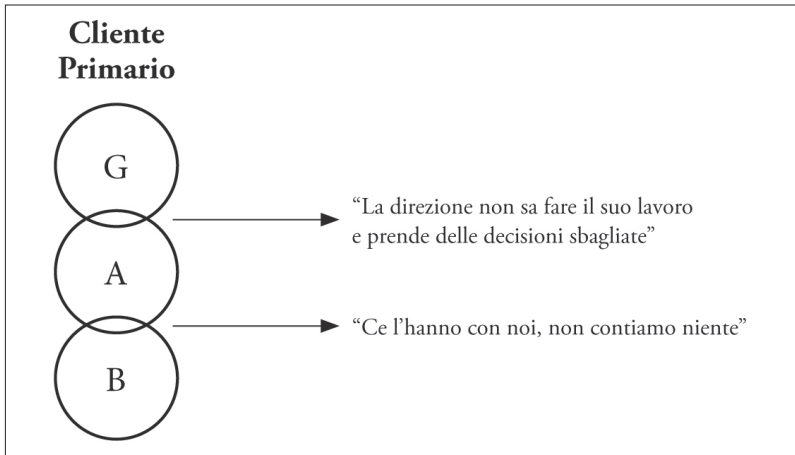 Cliente
Primario
G
“La direzione non sa fare il suo lavoro
e prende delle decisioni sbagliate”
A
“Ce l’hanno con noi, non contiamo niente”
B